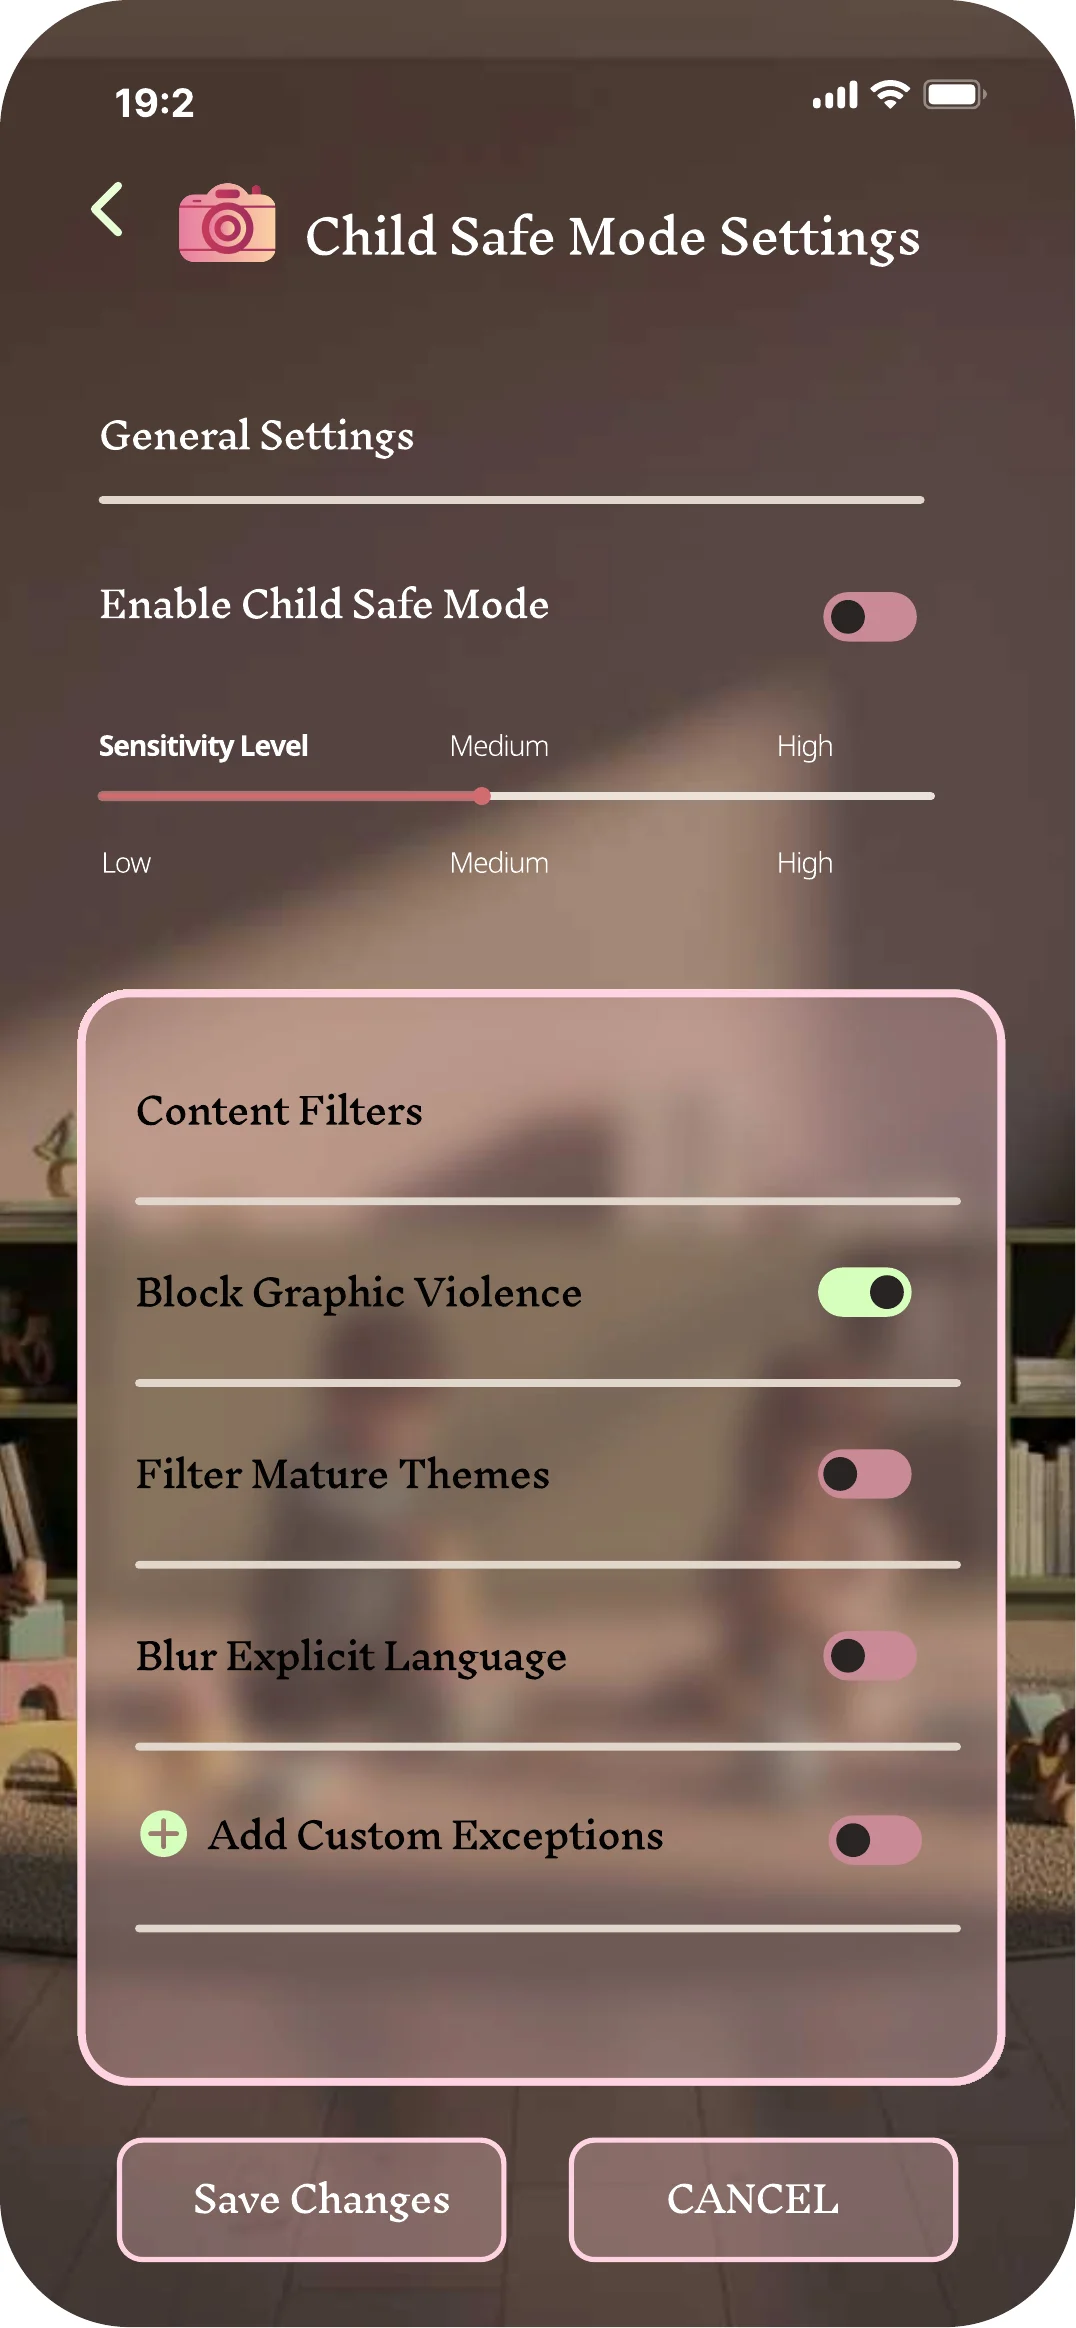 19:2
Child Safe Mode Settings
General Settings
Enable Child Safe Mode
Sensitivity Level Medium High
Low Medium High
Content Filters
Block Graphic Violence
Filter Mature Themes
Blur Explicit Language
Add Custom Exceptions
Save Changes CANCEL